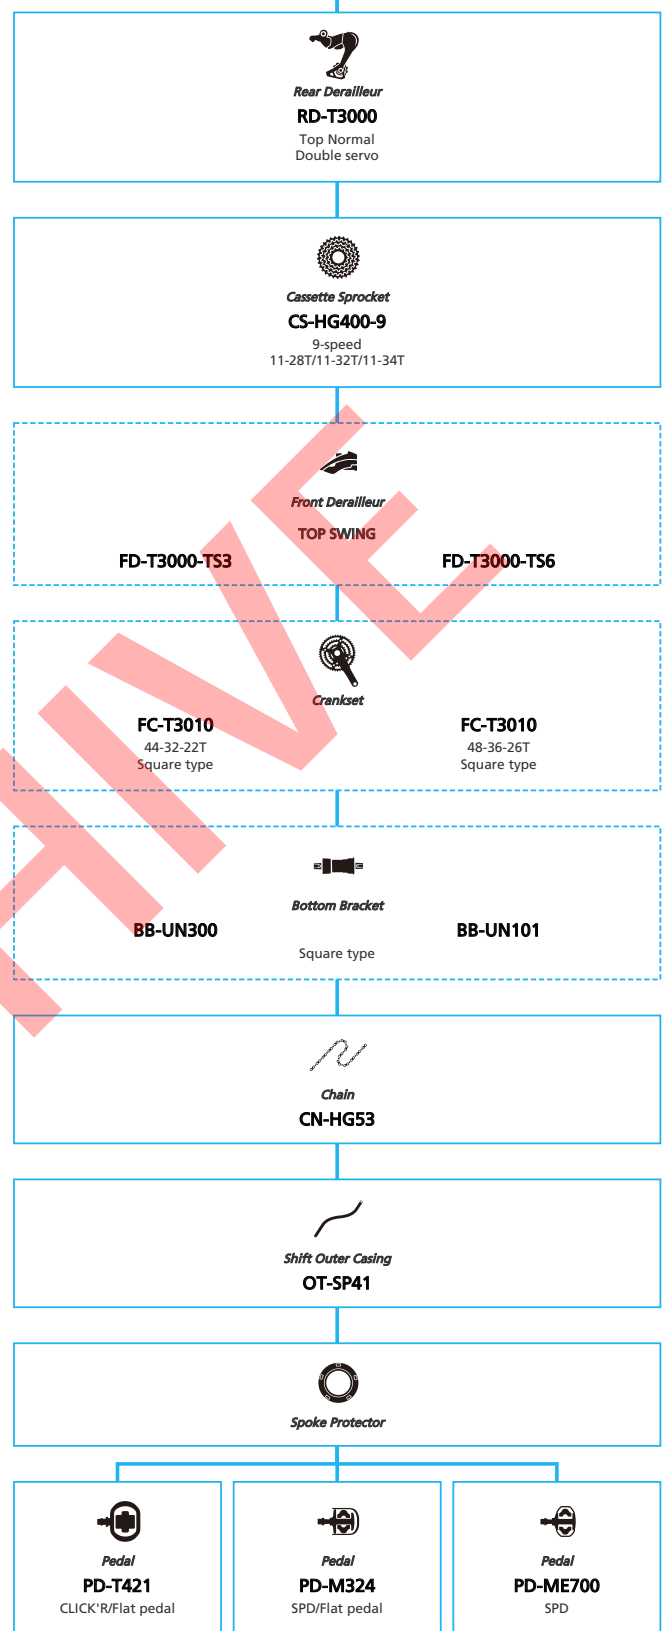 Rear Derailleur
RD-T3000
Top Normal
Double servo
Cassette Sprocket
CS-HG400-9
9-speed
11-28T/11-32T/11-34T
Front Derailleur
TOP SWING
FD-T3000-TS3
FD-T3000-TS6
Crankset
FC-T3010
44-32-22T
Square type
FC-T3010
48-36-26T
Square type
Bottom Bracket
BB-UN300
BB-UN101
Square type
Chain
CN-HG53
Shift Outer Casing
OT-SP41
Spoke Protector
Pedal
PD-T421
CLICK'R/Flat pedal
Pedal
PD-M324
SPD/Flat pedal
Pedal
PD-ME700
SPD
HIVE